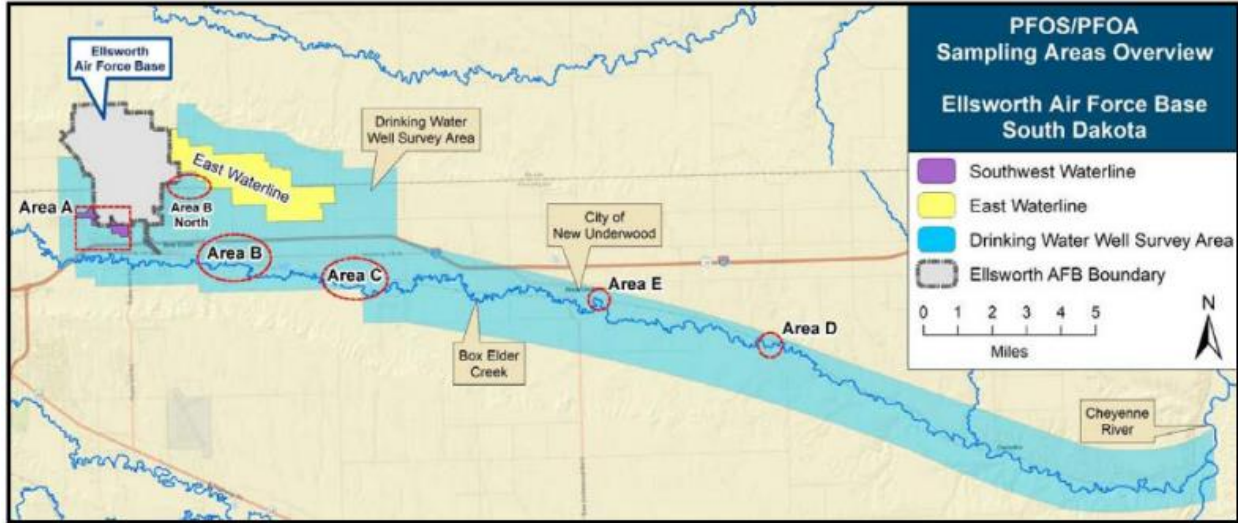 PFOS/PFOA
Sampling Areas Overview
Ellsworth Air Force Base
South Dakota
Southwest Waterline
East Waterline
Drinking Water Well Survey Area
Ellsworth AFB Boundary
0 1 2 3 4 5
Miles
N
Ellsworth
Air Force Base
Drinking Water
Well Survey Area
East Waterline
Area A
Area B
North
Area B
Area C
City of
New Underwood
Area E
Area D
Box Elder
Creek
Cheyenne
River